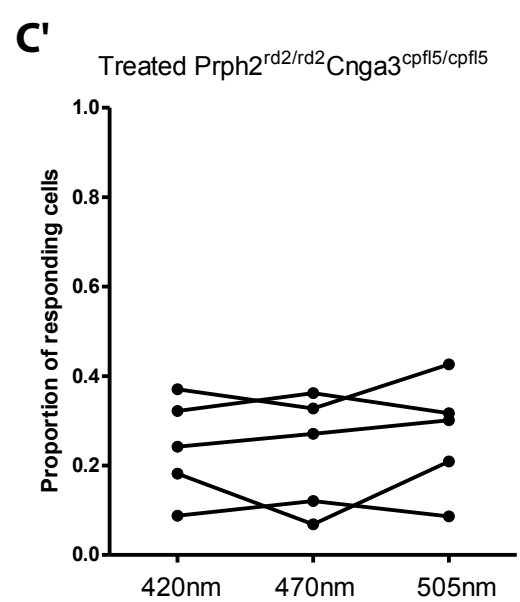 C'
Treated Prph2rd2/rd2Cnga3cpfl5/cpfl5
Proportion of responding cells
1.0
0.8
0.6
0.4
0.2
0.0
420nm 470nm 505nm